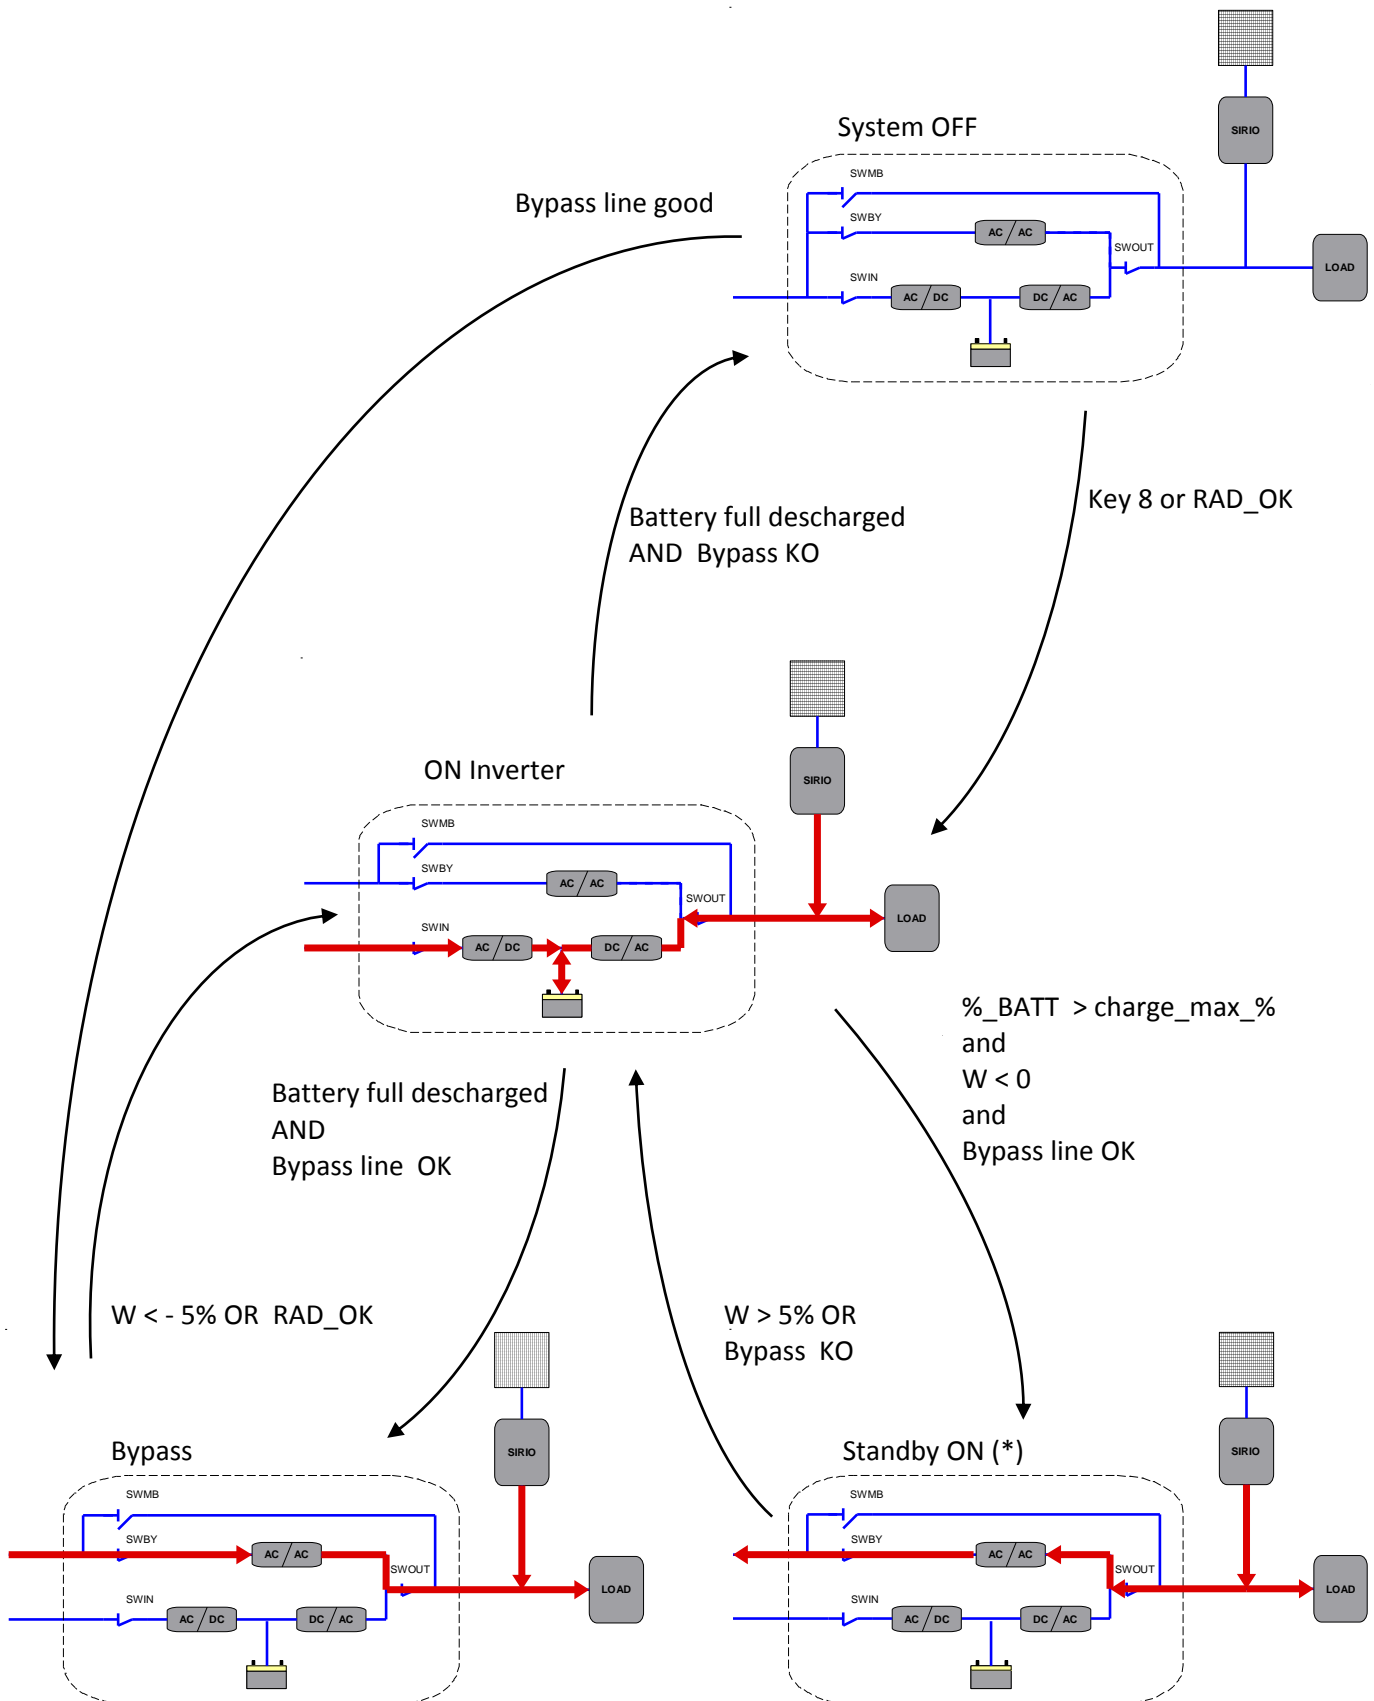 System OFF
SIRIO
SWMB
Bypass line good
SWBY
AC / AC
SWOUT
LOAD
SWIN
AC / DC
DC / AC
Key 8 or RAD_OK
Battery full descharged
AND Bypass KO
ON Inverter
SIRIO
SWMB
SWBY
AC / AC
SWOUT
LOAD
SWIN
AC / DC
DC / AC
%_BATT > charge_max_%
and
W < 0
and
Bypass line OK
Battery full descharged
AND
Bypass line OK
W < - 5% OR RAD_OK
W > 5% OR
Bypass KO
Bypass
SIRIO
SWMB
SWBY
AC / AC
SWOUT
LOAD
SWIN
AC / DC
DC / AC
Standby ON (*)
SIRIO
SWMB
SWBY
AC / AC
SWOUT
LOAD
SWIN
AC / DC
DC / AC